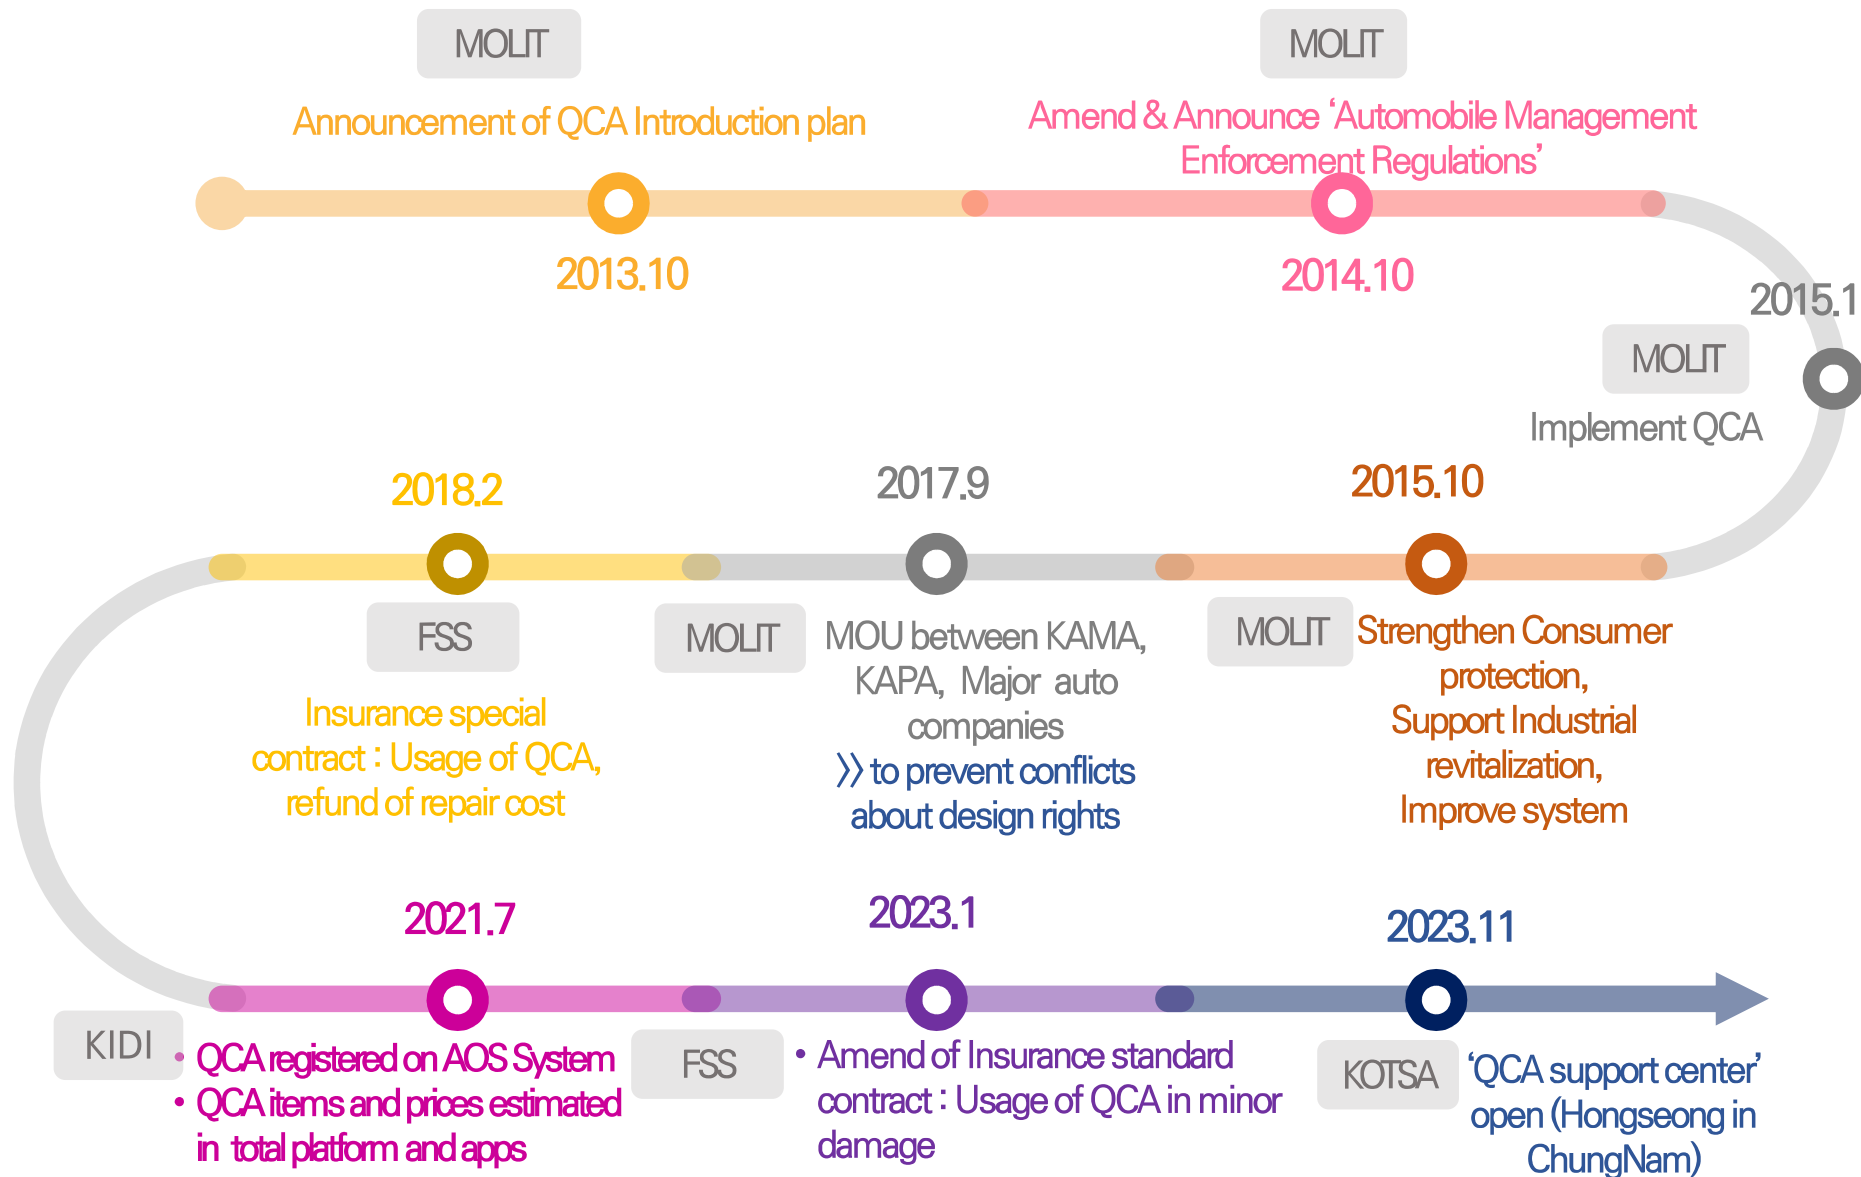 MOLIT
Announcement of QCA Introduction plan
2013.10
MOLIT
Amend & Announce ‘Automobile Management
Enforcement Regulations’
2014.10
2015.1
MOLIT
Implement QCA
2015.10
MOLIT
Strengthen Consumer
protection,
Support Industrial
revitalization,
Improve system
2017.9
MOLIT
MOU between KAMA,
KAPA, Major auto
companies
》to prevent conflicts
about design rights
2018.2
FSS
Insurance special
contract : Usage of QCA,
refund of repair cost
2021.7
KIDI
• QCA registered on AOS System
• QCA items and prices estimated
in total platform and apps
2023.1
FSS
• Amend of Insurance standard
contract : Usage of QCA in minor
damage
2023.11
KOTSA
‘QCA support center’
open (Hongseong in
ChungNam)